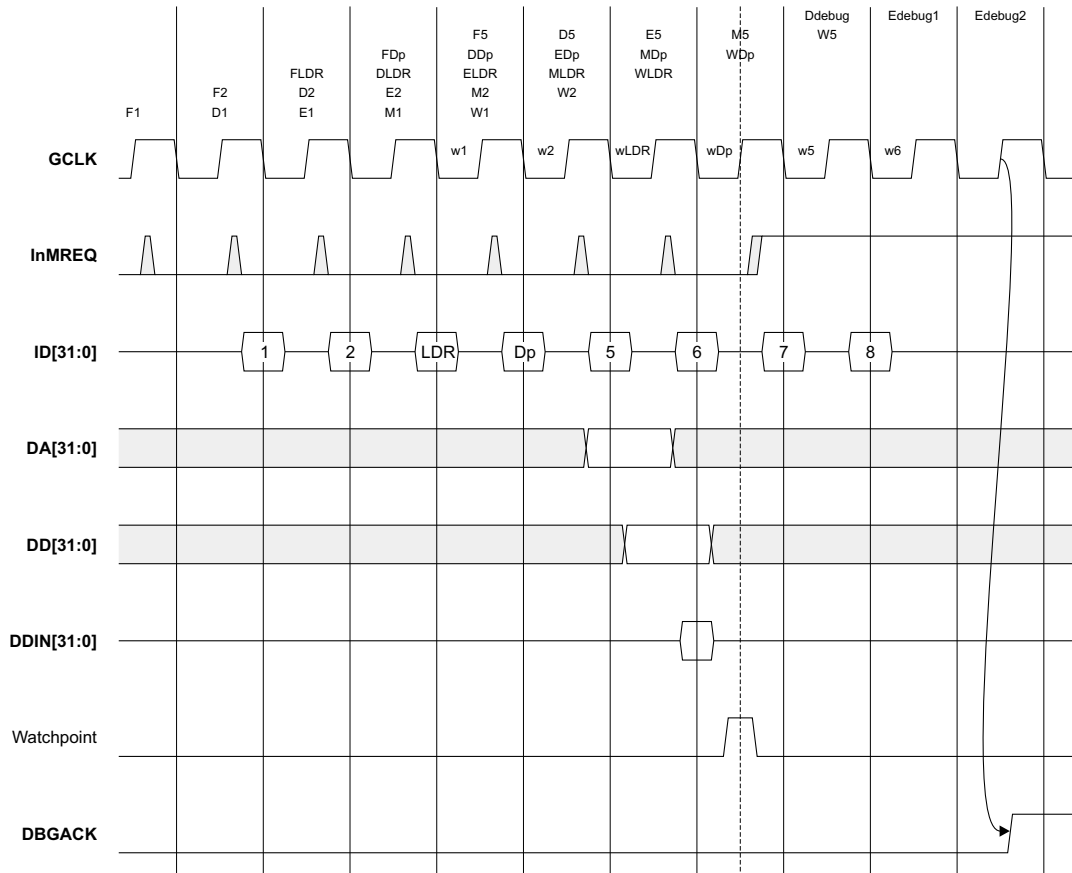 Ddebug Edebug1 Edebug2
F5 D5 E5 M5 W5
FDp DDp EDp MDp WDp
FLDR DLDR ELDR MLDR WLDR
F2 D2 E2 M2 W2
F1 D1 E1 M1 W1
GCLK w1 w2 wLDR wDp w5 w6
InMREQ
ID[31:0] 1 2 LDR Dp 5 6 7 8
DA[31:0]
DD[31:0]
DDIN[31:0]
Watchpoint
DBGACK